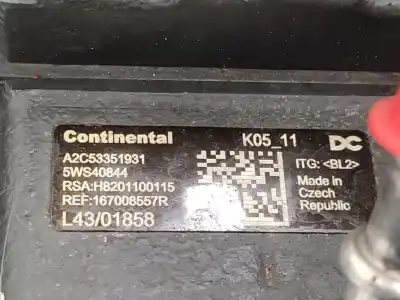 Continental K05_11 DC
A2C53351931
5WS40844
RSA:H8201100115
REF:167008557R
L43/01858
ITG: <BL2>
Made in
Czech
Republic